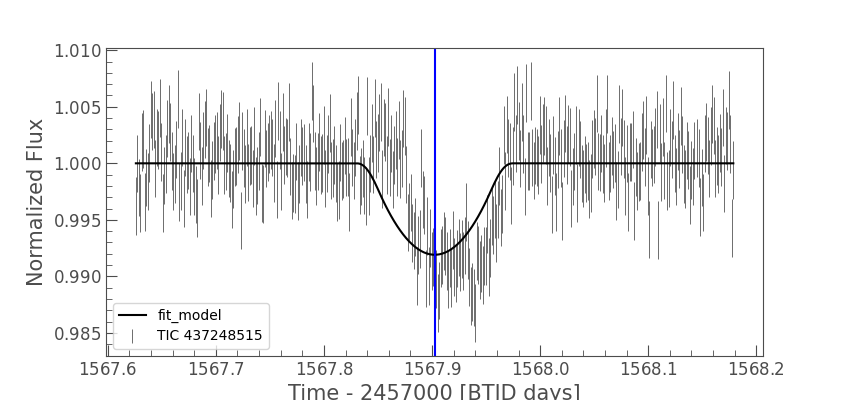 1.010
1.005
1.000
0.995
0.990
0.985
Normalized Flux
fit_model
TIC 437248515
1567.6 1567.7 1567.8 1567.9 1568.0 1568.1 1568.2
Time - 2457000 [BTJD days]